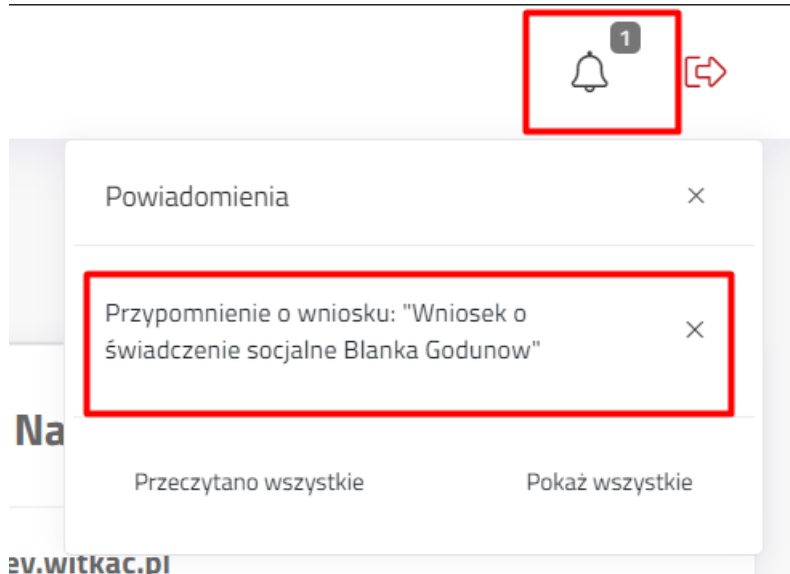 1
Powiadomienia
Przypomnienie o wniosku: "Wniosek o
świadczenie socjalne Blanka Godunow"
Na
Przeczytano wszystkie Pokaż wszystkie
ev.witkac.pl